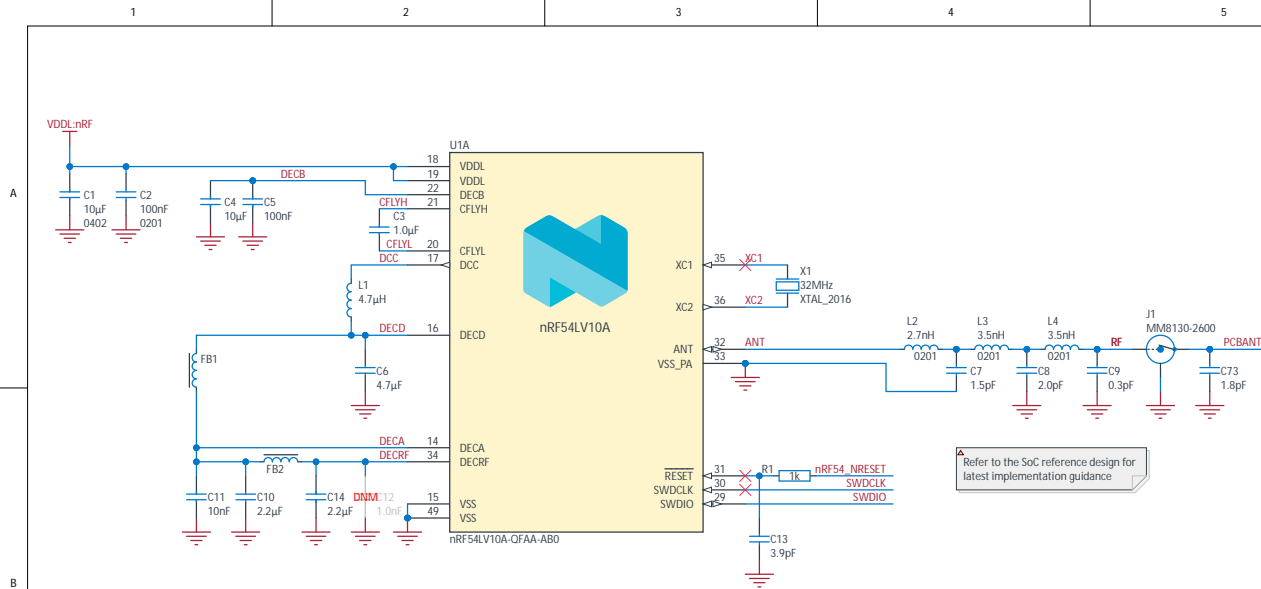 1 2 3 4 5
A
B
VDDL:nRF
C1
10µF
0402
C2
100nF
0201
DECB
C4
10µF
C5
100nF
CFLYH
C3
1.0µF
CFLYL
DCC
L1
4.7µH
DECD
FB1
C6
4.7µF
DECA
DECRF
FB2
C11
10nF
C10
2.2µF
C14
2.2µF
DNM
C12
1.0nF
U1A
18 VDDL
19 VDDL
22 DECB
21 CFLYH
20 CFLYL
17 DCC
16 DECD
14 DECA
34 DECRF
15 VSS
49 VSS
nRF54LV10A
nRF54LV10A-QFAA-AB0
XC1 35 XC1
XC2 36 XC2
ANT 32 ANT
VSS_PA 33
RESET 31
SWDCLK 30
SWDIO 29
X1
32MHz
XTAL_2016
R1
1k
nRF54_NRESET
SWDCLK
SWDIO
C13
3.9pF
L2
2.7nH
0201
L3
3.5nH
0201
L4
3.5nH
0201
C7
1.5pF
C8
2.0pF
C9
0.3pF
RF
J1
MM8130-2600
PCBANT
C73
1.8pF
Refer to the SoC reference design for
latest implementation guidance